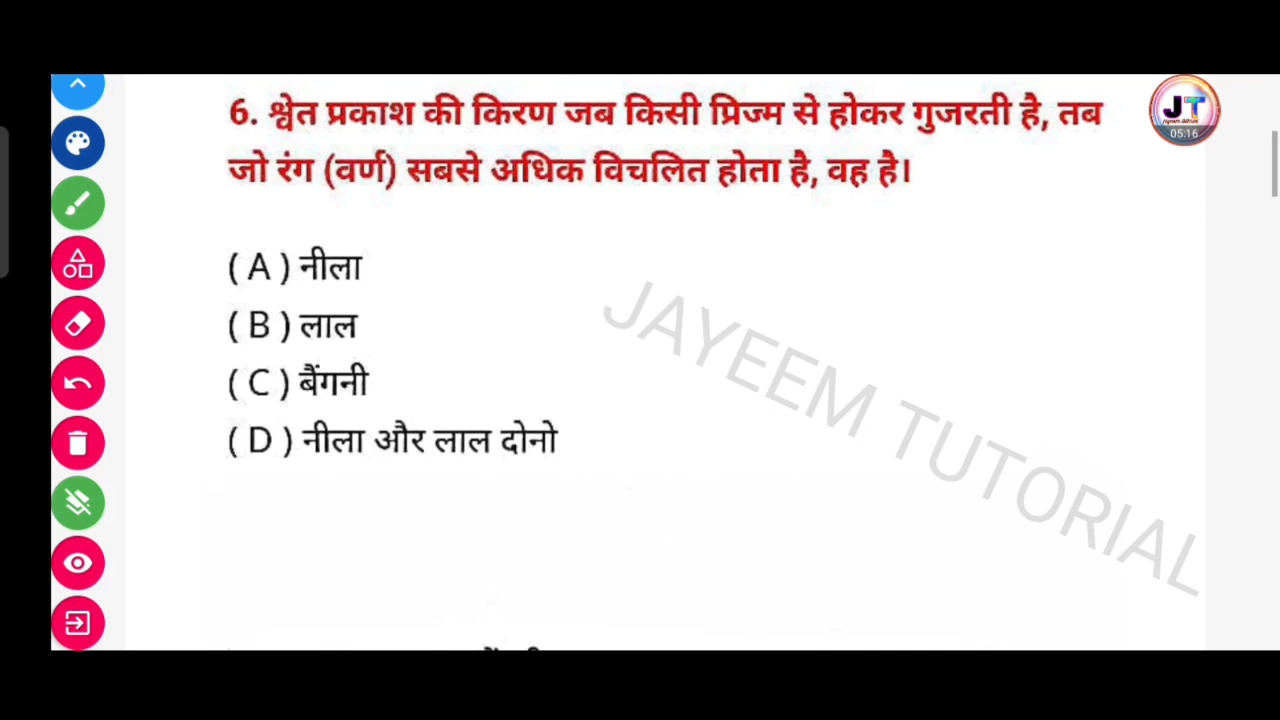 6. श्वेत प्रकाश की किरण जब किसी प्रिज्म से होकर गुजरती है, तब
जो रंग (वर्ण) सबसे अधिक विचलित होता है, वह है।
( A ) नीला
( B ) लाल
( C ) बैंगनी
( D ) नीला और लाल दोनो
JAYEEM TUTORIAL
JT
05:16